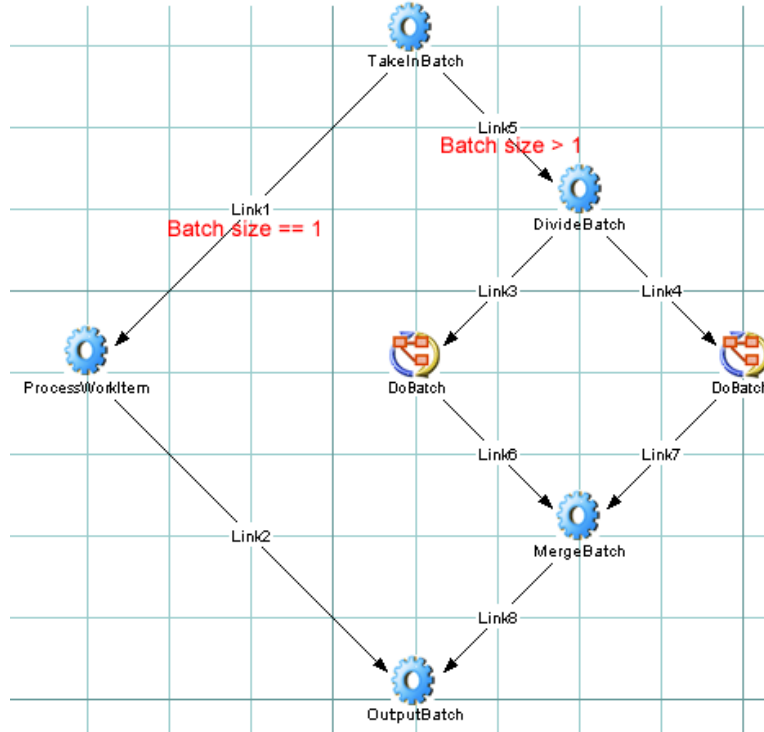 TakeInBatch
Link5
Batch size > 1
Link1
Batch size == 1
DivideBatch
Link3
Link4
ProcessWorkItem
DoBatch
DoBatch
Link6
Link7
Link2
MergeBatch
Link8
OutputBatch